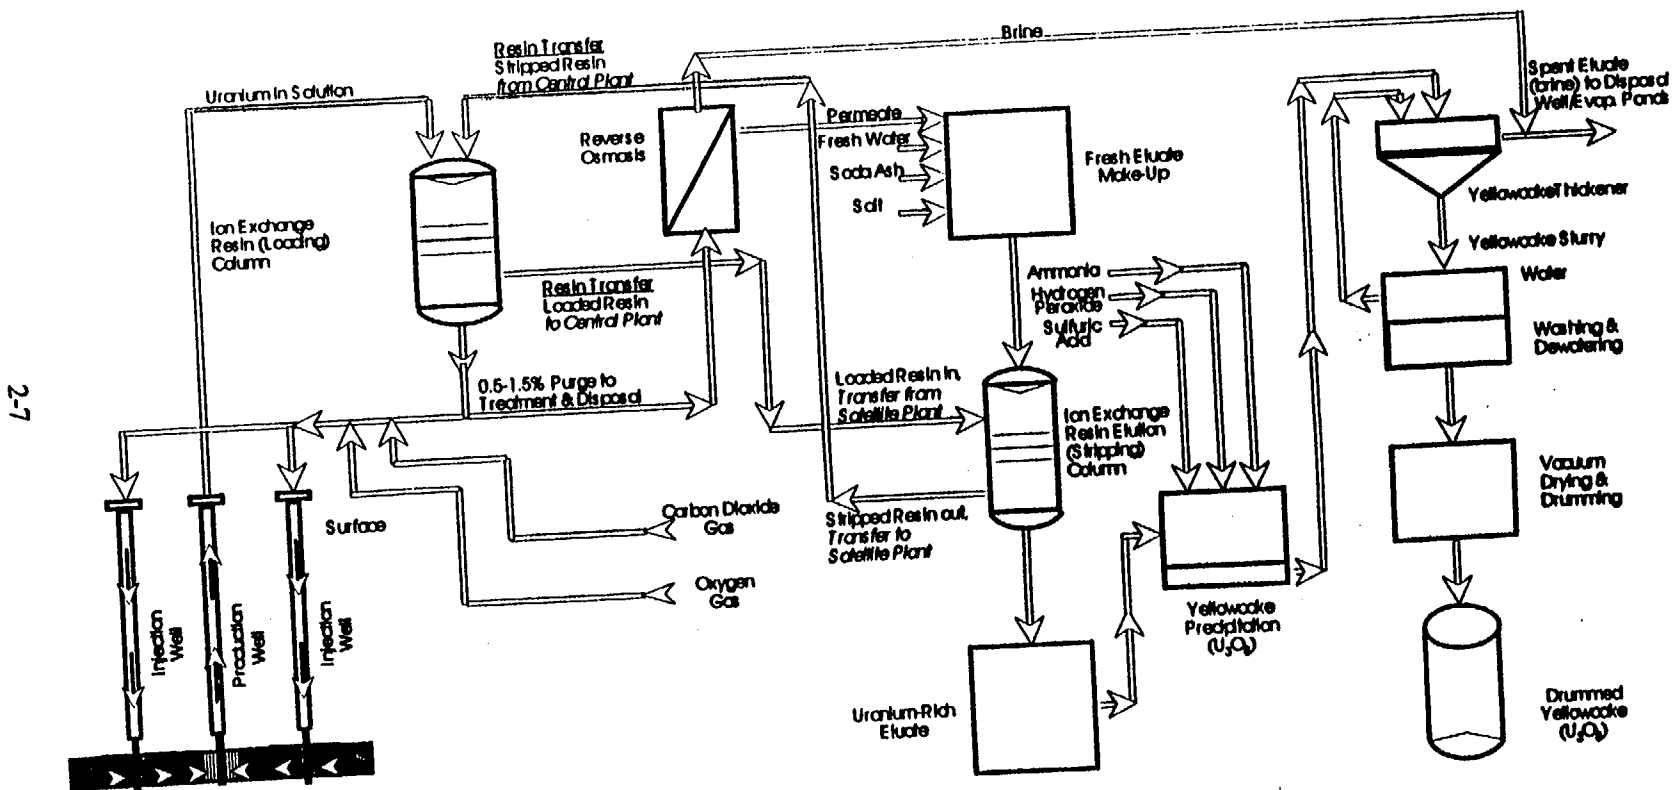 Brine
Resin Transfer
Stripped Resin
from Central Plant
Uranium in Solution
Spent Eluate
(brine) to Disposal
Well/Evap. Ponds
Reverse
Osmosis
Permeate
Fresh Water
Soda Ash
Salt
Fresh Eluate
Make-Up
Yellowcake Thickener
Yellowcake Slurry
Ion Exchange
Resin (Loading)
Column
Resin Transfer
Loaded Resin
to Central Plant
Ammonia
Hydrogen
Peroxide
Sulfuric
Acid
Water
Washing &
Dewatering
0.5-1.5% Purge to
Treatment & Disposal
Loaded Resin in,
Transfer from
Satellite Plant
Ion Exchange
Resin Elution
(Stripping)
Column
2-7
Vacuum
Drying &
Drumming
Surface
Carbon Dioxide
Gas
Stripped Resin out,
Transfer to
Satellite Plant
Oxygen
Gas
Injection
Well
Production
Well
Injection
Well
Yellowcake
Precipitation
(U3O8)
Uranium-Rich
Eluate
Drummed
Yellowcake
(U3O8)